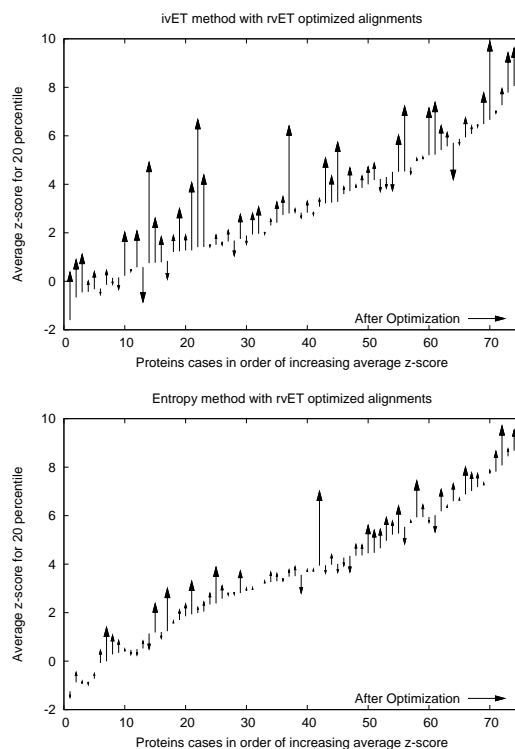 ivET method with rvET optimized alignments
10
8
6
4
2
0
-2
Average z-score for 20 percentile
After Optimization
0 10 20 30 40 50 60 70
Proteins cases in order of increasing average z-score
Entropy method with rvET optimized alignments
10
8
6
4
2
0
-2
Average z-score for 20 percentile
After Optimization
0 10 20 30 40 50 60 70
Proteins cases in order of increasing average z-score